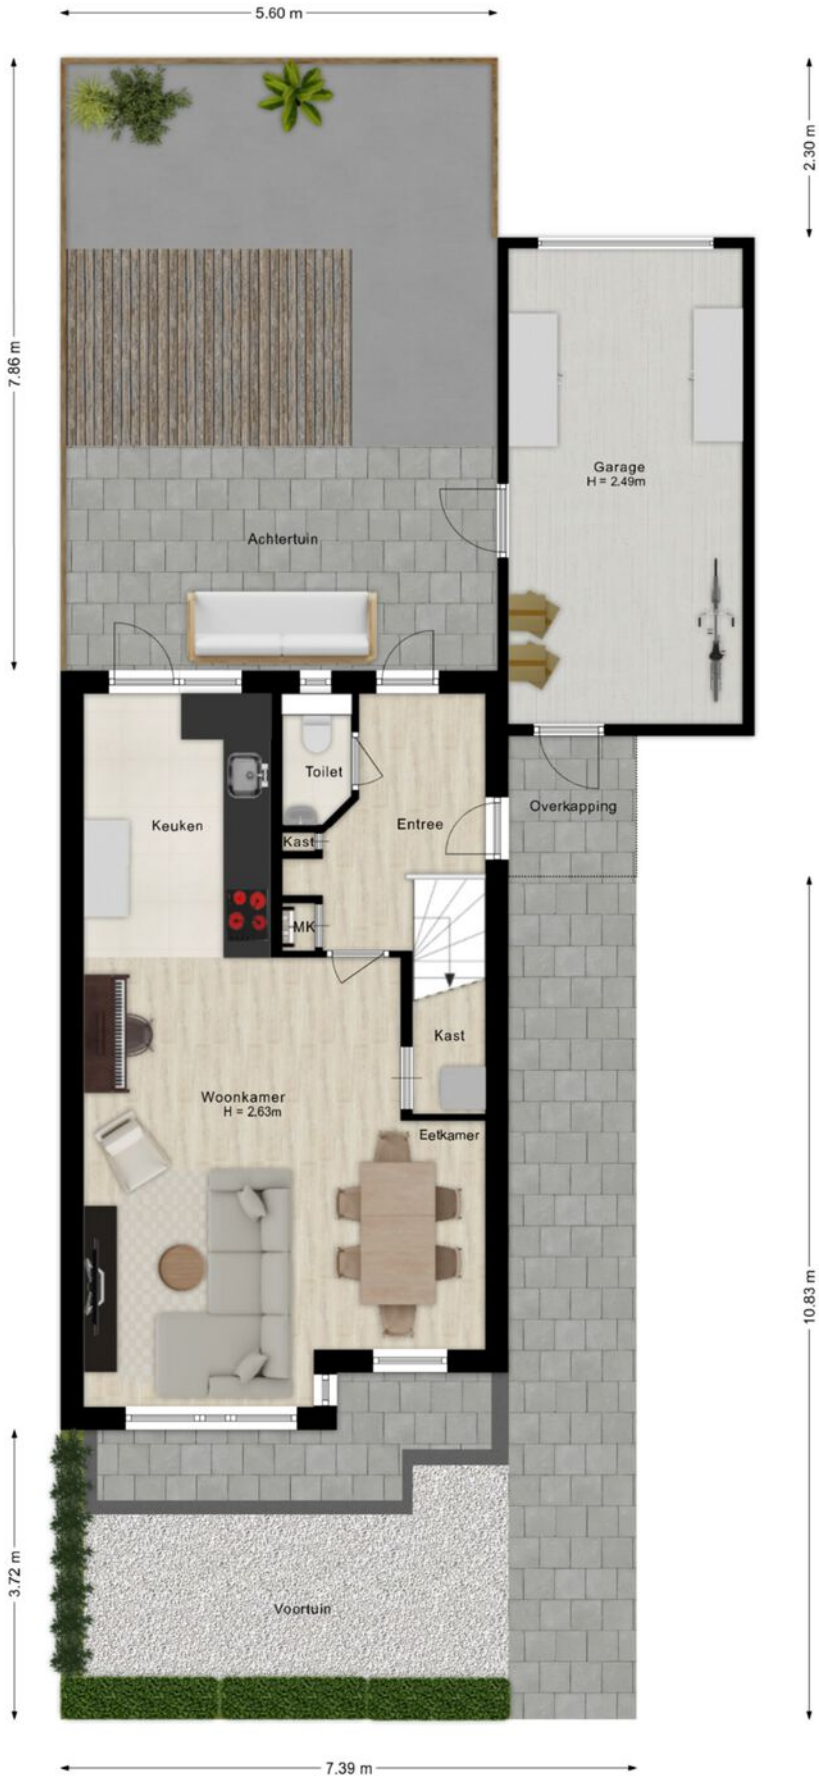 5.60 m
2.30 m
7.86 m
Garage
H = 2.49m
Achtertuin
Toilet
Overkapping
Keuken
Entree
Kast
MK
Kast
Woonkamer
H = 2.63m
Eetkamer
10.83 m
3.72 m
Voortuin
7.39 m